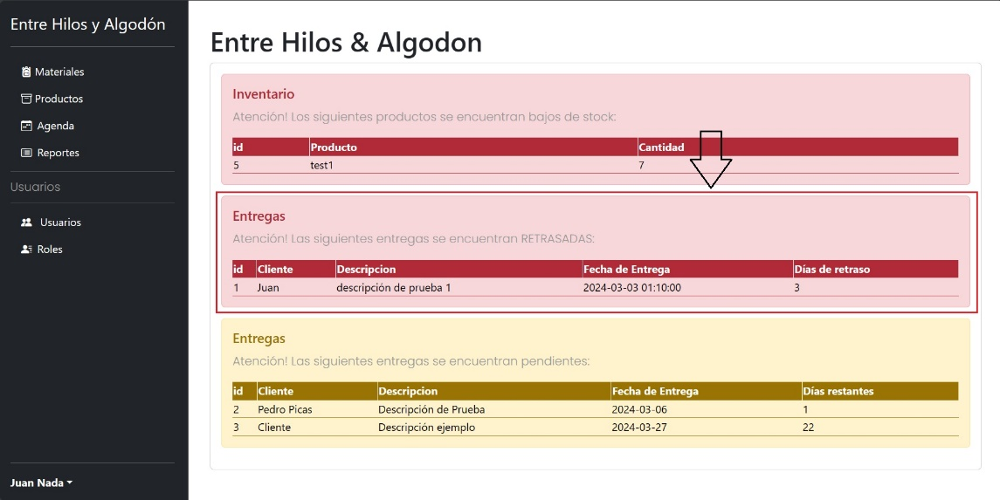 Entre Hilos y Algodón
Materiales
Productos
Agenda
Reportes
Usuarios
Usuarios
Roles
Juan Nada
Entre Hilos & Algodon
Inventario
Atención! Los siguientes productos se encuentran bajos de stock:
id Producto Cantidad
5 test1 7
Entregas
Atención! Las siguientes entregas se encuentran RETRASADAS:
id Cliente Descripcion Fecha de Entrega Días de retraso
1 Juan descripción de prueba 1 2024-03-03 01:10:00 3
Entregas
Atención! Las siguientes entregas se encuentran pendientes:
id Cliente Descripcion Fecha de Entrega Días restantes
2 Pedro Picas Descripción de Prueba 2024-03-06 1
3 Cliente Descripción ejemplo 2024-03-27 22